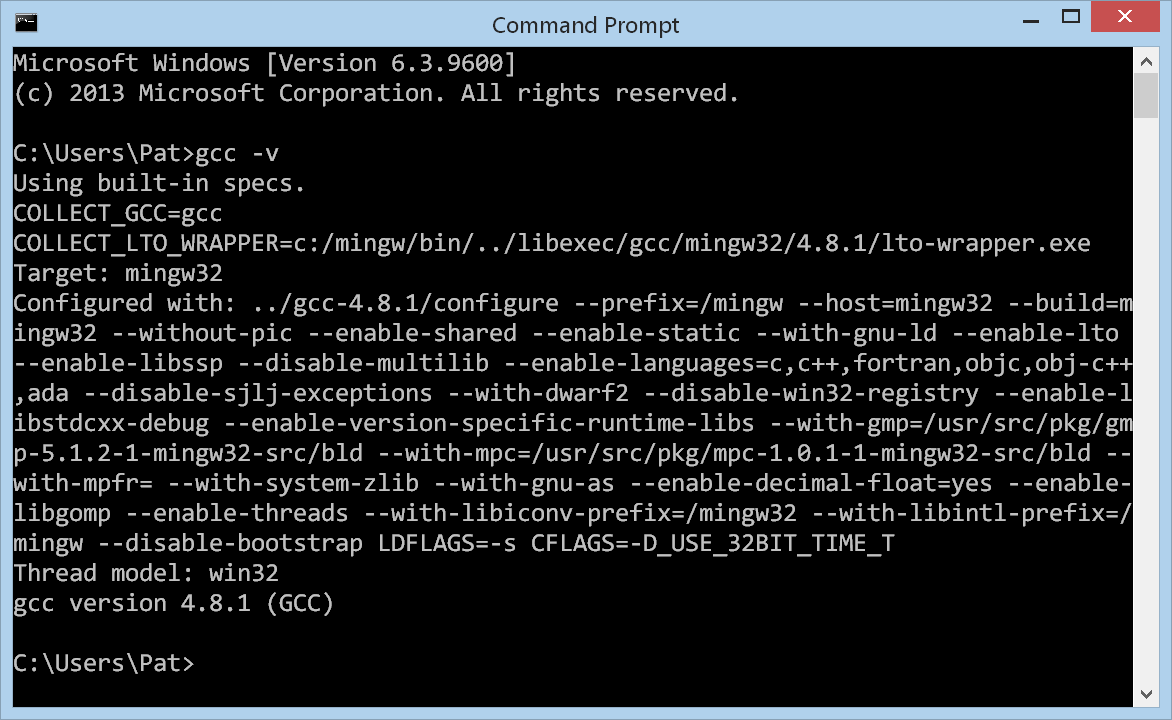 Command Prompt
Microsoft Windows [Version 6.3.9600]
(c) 2013 Microsoft Corporation. All rights reserved.
C:\Users\Pat>gcc -v
Using built-in specs.
COLLECT_GCC=gcc
COLLECT_LTO_WRAPPER=c:/mingw/bin/../libexec/gcc/mingw32/4.8.1/lto-wrapper.exe
Target: mingw32
Configured with: ../gcc-4.8.1/configure --prefix=/mingw --host=mingw32 --build=m
ingw32 --without-pic --enable-shared --enable-static --with-gnu-ld --enable-lto
--enable-libssp --disable-multilib --enable-languages=c,c++,fortran,objc,obj-c++
,ada --disable-sjlj-exceptions --with-dwarf2 --disable-win32-registry --enable-l
ibstdcxx-debug --enable-version-specific-runtime-libs --with-gmp=/usr/src/pkg/gm
p-5.1.2-1-mingw32-src/bld --with-mpc=/usr/src/pkg/mpc-1.0.1-1-mingw32-src/bld --
with-mpfr= --with-system-zlib --with-gnu-as --enable-decimal-float=yes --enable-
libgomp --enable-threads --with-libiconv-prefix=/mingw32 --with-libintl-prefix=/
mingw --disable-bootstrap LDFLAGS=-s CFLAGS=-D_USE_32BIT_TIME_T
Thread model: win32
gcc version 4.8.1 (GCC)
C:\Users\Pat>